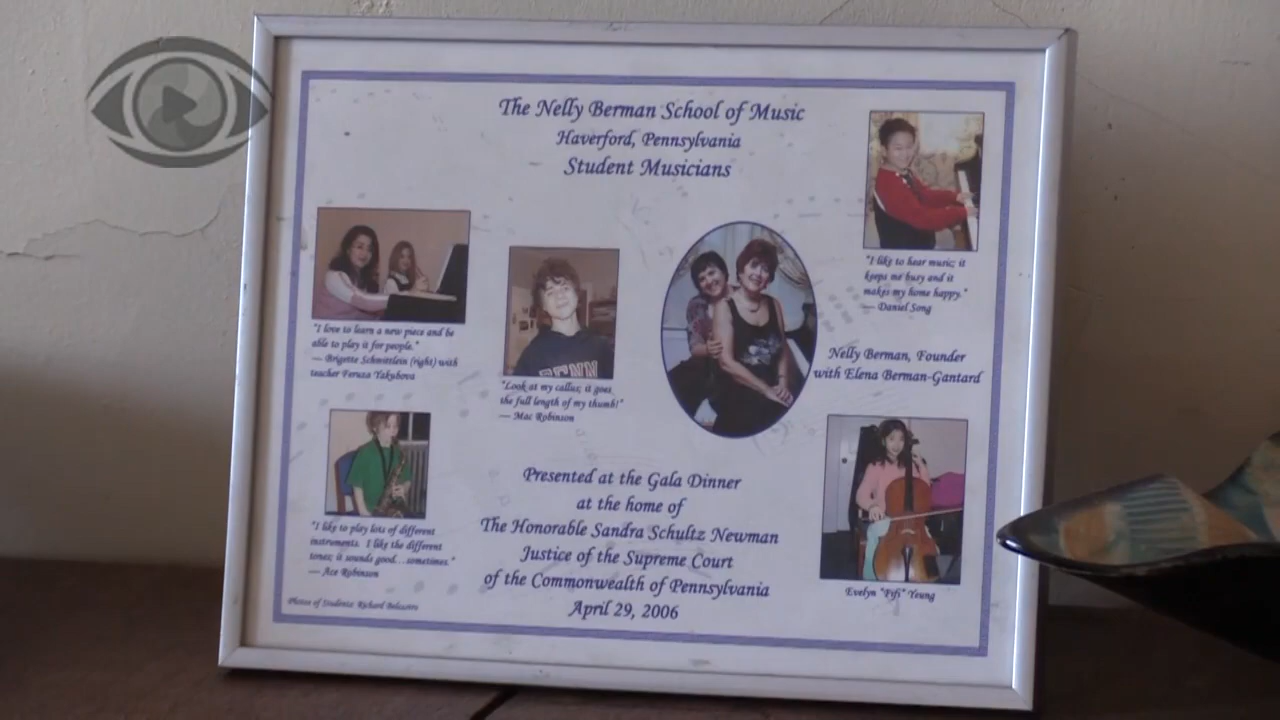 The Nelly Berman School of Music
Haverford, Pennsylvania
Student Musicians
"I love to learn a new piece and be
able to play it for people."
— Brigette Schmittlein (right) with
teacher Feruza Yakubova
PENN
"Look at my callus; it goes
the full length of my thumb!"
— Mac Robinson
"I like to hear music; it
keeps me busy and it
makes my home happy."
— Daniel Song
Nelly Berman, Founder
with Elena Berman-Gantard
"I like to play lots of different
instruments. I like the different
tones; it sounds good...sometimes."
— Ace Robinson
Presented at the Gala Dinner
at the home of
The Honorable Sandra Schultz Newman
Justice of the Supreme Court
of the Commonwealth of Pennsylvania
April 29, 2006
Evelyn "Fifi" Yeung
Photos of Students: Richard